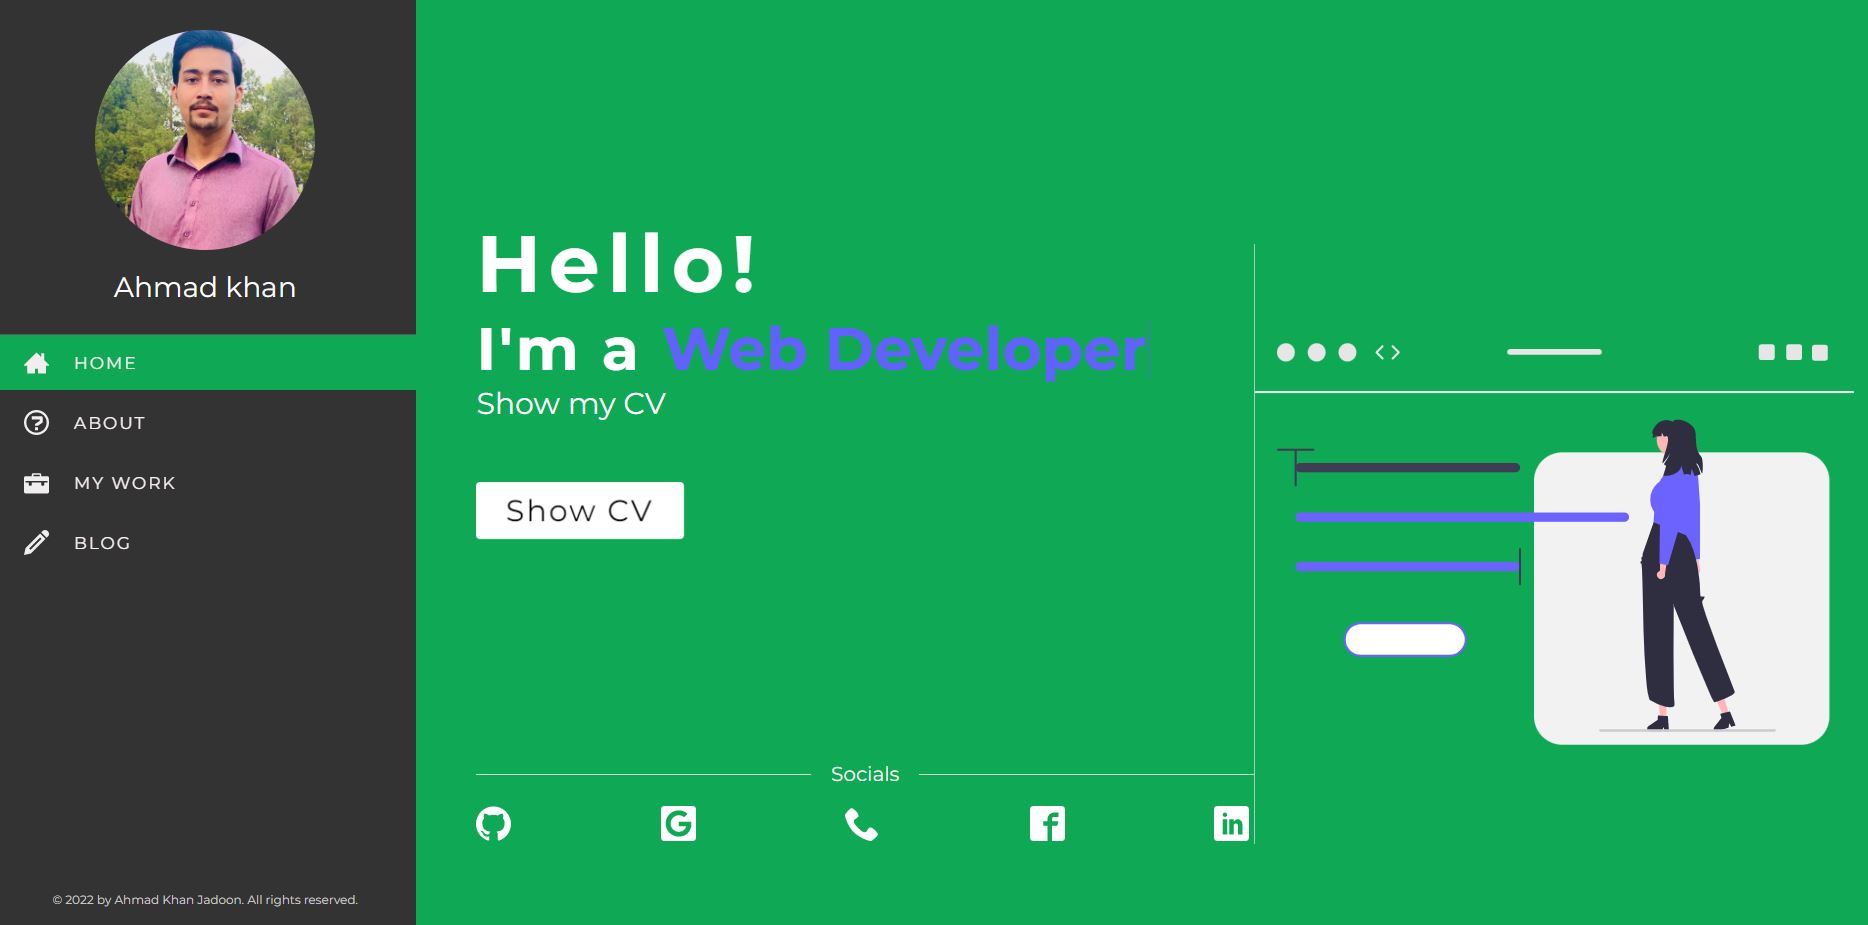 Ahmad khan
HOME
ABOUT
MY WORK
BLOG
© 2022 by Ahmad Khan Jadoon. All rights reserved.
Hello!
I'm a Web Developer
Show my CV
Show CV
Socials